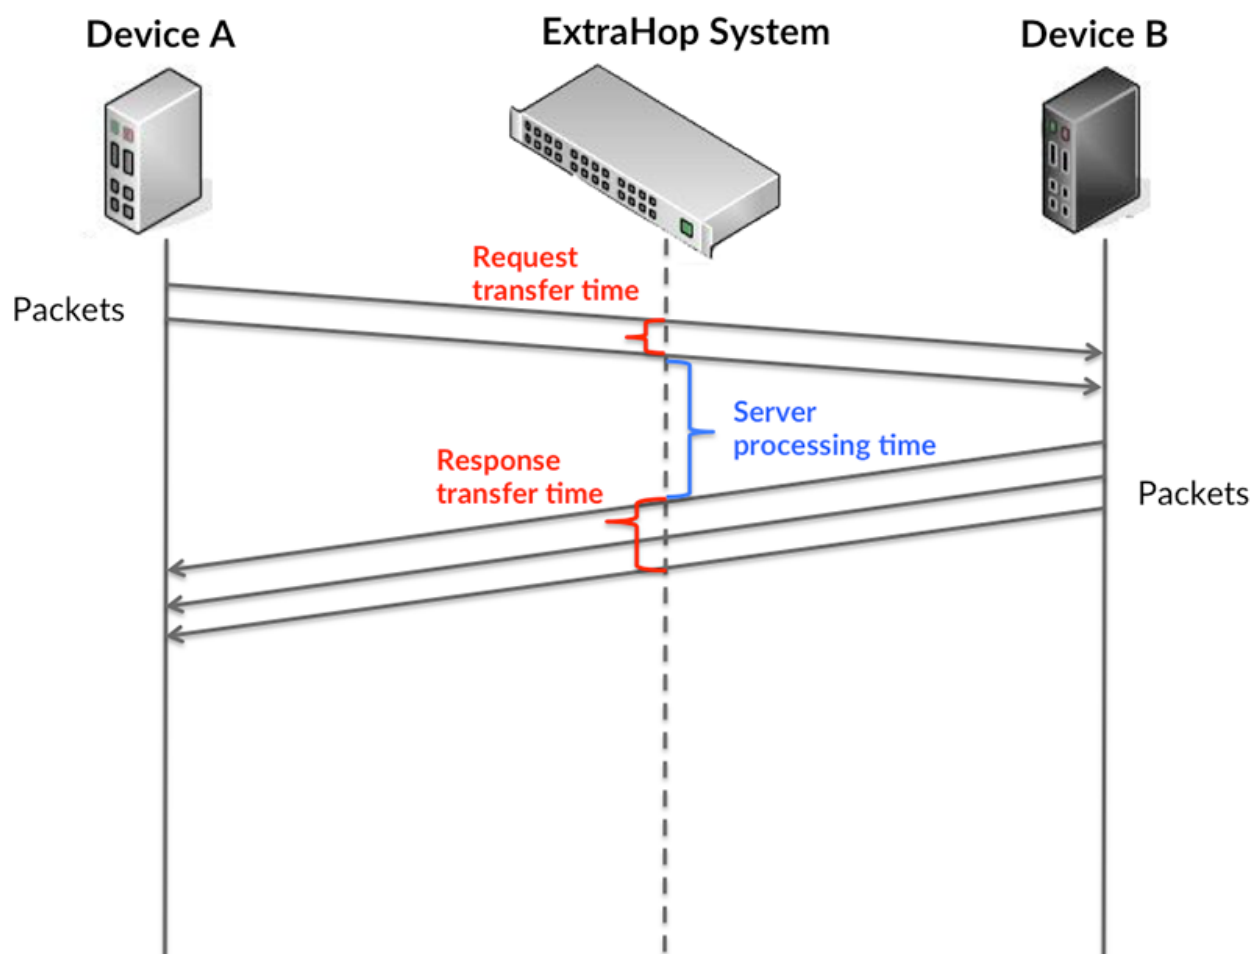 Device A
ExtraHop System
Device B
Request
transfer time
Packets
Server
processing time
Response
transfer time
Packets